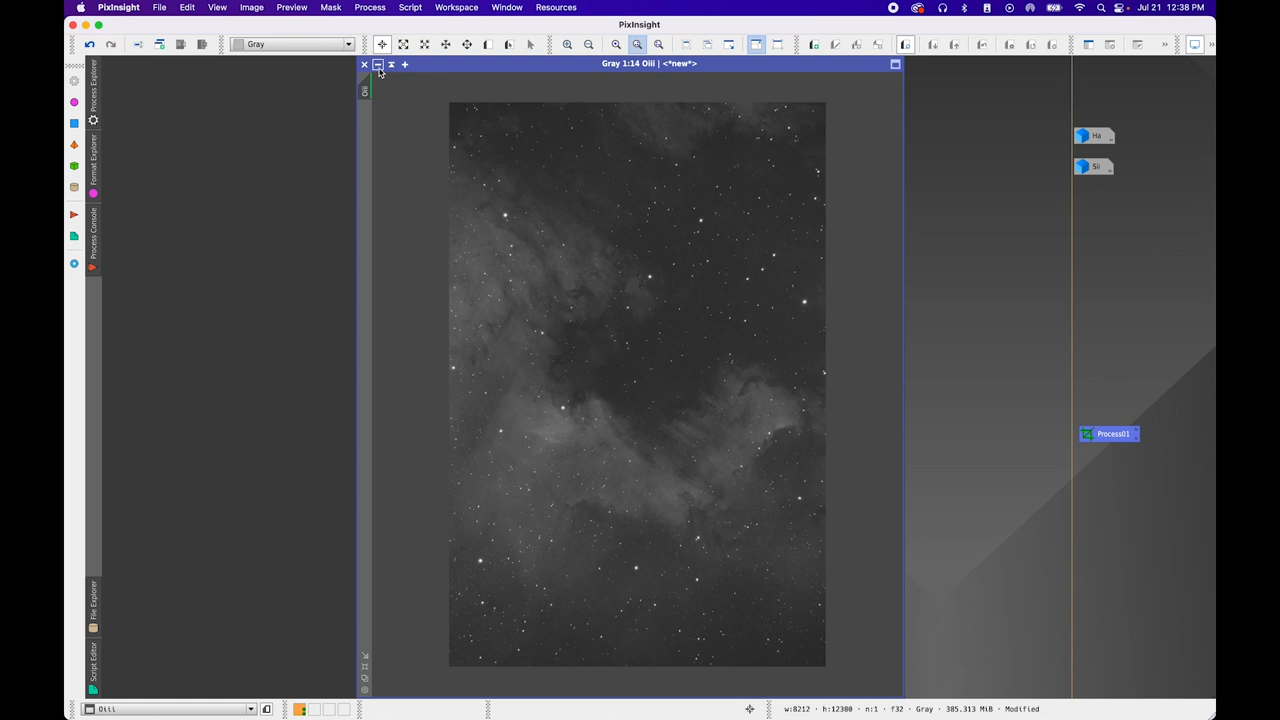 PixInsight File Edit View Image Preview Mask Process Script Workspace Window Resources Jul 21 12:38 PM
PixInsight
Gray
Gray 1:14 Oiii | <*new*>
Oiii
Process Explorer
Format Explorer
Process Console
File Explorer
Script Editor
Ha
Sii
Process01
Oiii
w:8212 · h:12300 · n:1 · f32 · Gray · 385.313 MiB · Modified